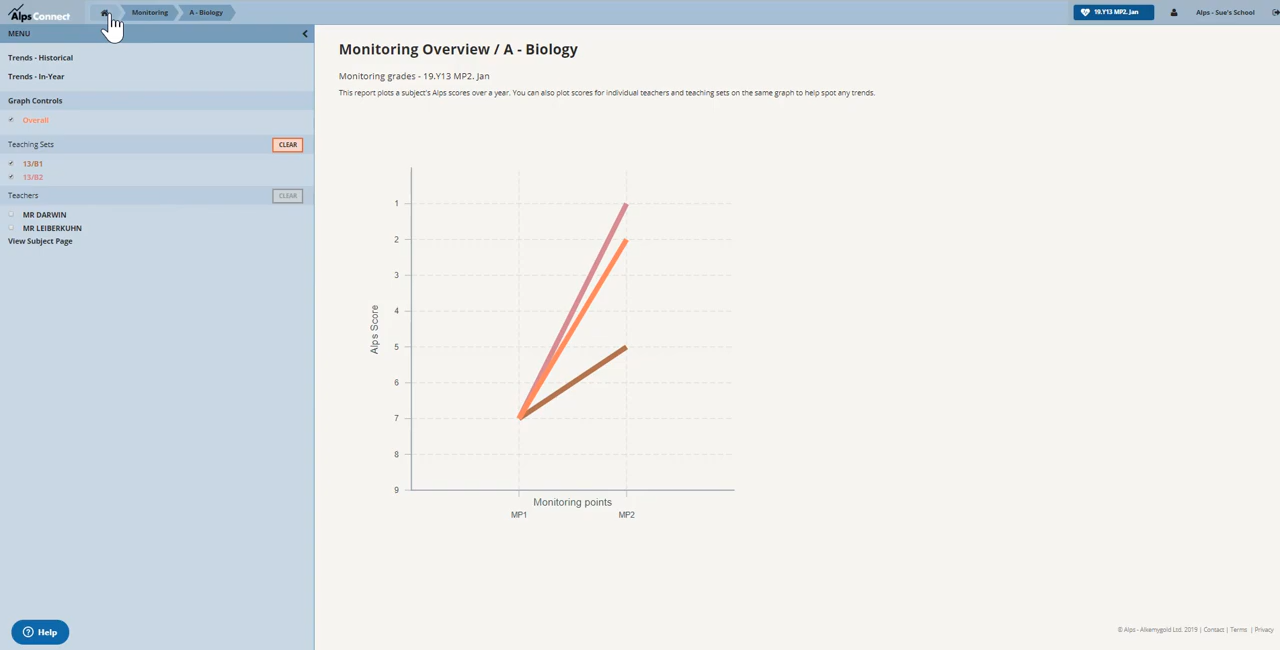 Alps Connect
Monitoring
A - Biology
19.Y13 MP2. Jan
Alps - Sue's School
MENU
Trends - Historical
Trends - In-Year
Graph Controls
Overall
Teaching Sets
CLEAR
13/B1
13/B2
Teachers
CLEAR
MR DARWIN
MR LEIBERKUHN
View Subject Page
Help
Monitoring Overview / A - Biology
Monitoring grades - 19.Y13 MP2. Jan
This report plots a subject's Alps scores over a year. You can also plot scores for individual teachers and teaching sets on the same graph to help spot any trends.
Alps Score
1
2
3
4
5
6
7
8
9
Monitoring points
MP1
MP2
© Alps - Alkemygold Ltd. 2019 | Contact | Terms | Privacy